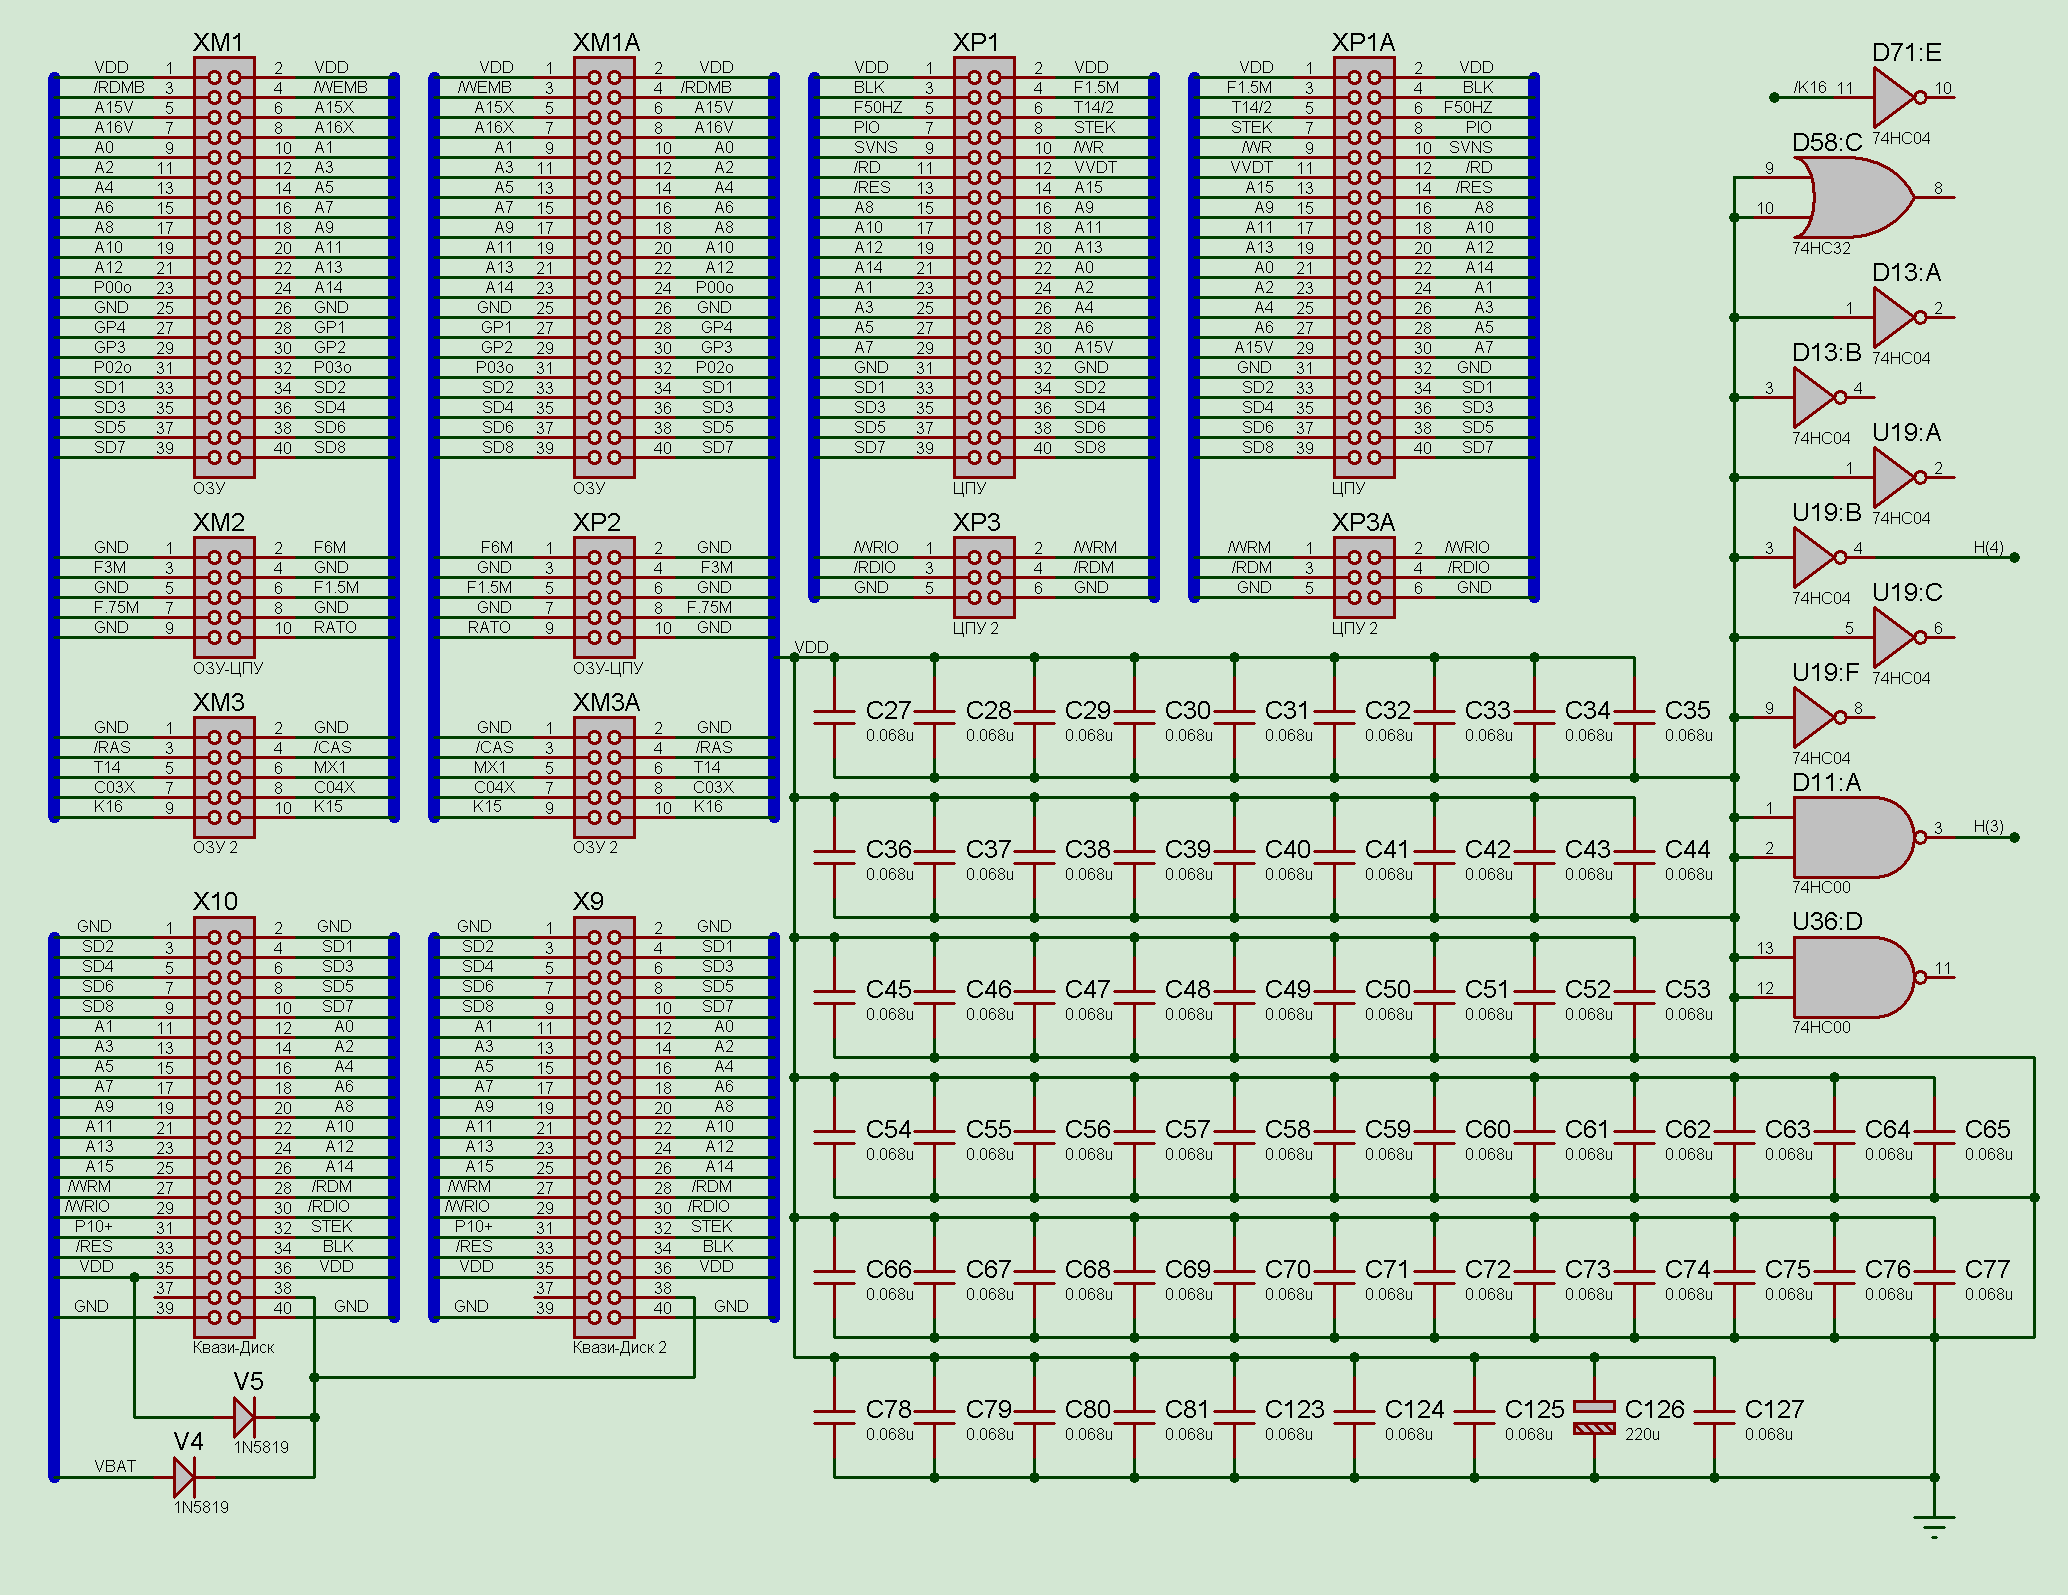 XM1
VDD 1 2 VDD
/RDMB 3 4 /WEMB
A15V 5 6 A15X
A16V 7 8 A16X
A0 9 10 A1
A2 11 12 A3
A4 13 14 A5
A6 15 16 A7
A8 17 18 A9
A10 19 20 A11
A12 21 22 A13
P00o 23 24 A14
GND 25 26 GND
GP4 27 28 GP1
GP3 29 30 GP2
P02o 31 32 P03o
SD1 33 34 SD2
SD3 35 36 SD4
SD5 37 38 SD6
SD7 39 40 SD8
ОЗУ
XM1A
VDD 1 2 VDD
/WEMB 3 4 /RDMB
A15X 5 6 A15V
A16X 7 8 A16V
A1 9 10 A0
A3 11 12 A2
A5 13 14 A4
A7 15 16 A6
A9 17 18 A8
A11 19 20 A10
A13 21 22 A12
A14 23 24 P00o
GND 25 26 GND
GP1 27 28 GP4
GP2 29 30 GP3
P03o 31 32 P02o
SD2 33 34 SD1
SD4 35 36 SD3
SD6 37 38 SD5
SD8 39 40 SD7
ОЗУ
XP1
VDD 1 2 VDD
BLK 3 4 F1.5M
F50HZ 5 6 T14/2
PIO 7 8 STEK
SVNS 9 10 /WR
/RD 11 12 VVDT
/RES 13 14 A15
A8 15 16 A9
A10 17 18 A11
A12 19 20 A13
A14 21 22 A0
A1 23 24 A2
A3 25 26 A4
A5 27 28 A6
A7 29 30 A15V
GND 31 32 GND
SD1 33 34 SD2
SD3 35 36 SD4
SD5 37 38 SD6
SD7 39 40 SD8
ЦПУ
XP1A
VDD 1 2 VDD
F1.5M 3 4 BLK
T14/2 5 6 F50HZ
STEK 7 8 PIO
/WR 9 10 SVNS
VVDT 11 12 /RD
A15 13 14 /RES
A9 15 16 A8
A11 17 18 A10
A13 19 20 A12
A0 21 22 A14
A2 23 24 A1
A4 25 26 A3
A6 27 28 A5
A15V 29 30 A7
GND 31 32 GND
SD2 33 34 SD1
SD4 35 36 SD3
SD6 37 38 SD5
SD8 39 40 SD7
ЦПУ
XM2
GND 1 2 F6M
F3M 3 4 GND
GND 5 6 F1.5M
F.75M 7 8 GND
GND 9 10 RATO
ОЗУ-ЦПУ
XP2
F6M 1 2 GND
GND 3 4 F3M
F1.5M 5 6 GND
GND 7 8 F.75M
RATO 9 10 GND
ОЗУ-ЦПУ
XP3
/WRIO 1 2 /WRM
/RDIO 3 4 /RDM
GND 5 6 GND
ЦПУ 2
XP3A
/WRM 1 2 /WRIO
/RDM 3 4 /RDIO
GND 5 6 GND
ЦПУ 2
XM3
GND 1 2 GND
/RAS 3 4 /CAS
T14 5 6 MX1
C03X 7 8 C04X
K16 9 10 K15
ОЗУ 2
XM3A
GND 1 2 GND
/CAS 3 4 /RAS
MX1 5 6 T14
C04X 7 8 C03X
K15 9 10 K16
ОЗУ 2
X10
GND 1 2 GND
SD2 3 4 SD1
SD4 5 6 SD3
SD6 7 8 SD5
SD8 9 10 SD7
A1 11 12 A0
A3 13 14 A2
A5 15 16 A4
A7 17 18 A6
A9 19 20 A8
A11 21 22 A10
A13 23 24 A12
A15 25 26 A14
/WRM 27 28 /RDM
/WRIO 29 30 /RDIO
P10+ 31 32 STEK
/RES 33 34 BLK
VDD 35 36 VDD
37 38
GND 39 40 GND
Квази-Диск
V5
1N5819
V4
VBAT
1N5819
X9
GND 1 2 GND
SD2 3 4 SD1
SD4 5 6 SD3
SD6 7 8 SD5
SD8 9 10 SD7
A1 11 12 A0
A3 13 14 A2
A5 15 16 A4
A7 17 18 A6
A9 19 20 A8
A11 21 22 A10
A13 23 24 A12
A15 25 26 A14
/WRM 27 28 /RDM
/WRIO 29 30 /RDIO
P10+ 31 32 STEK
/RES 33 34 BLK
VDD 35 36 VDD
37 38
GND 39 40 GND
Квази-Диск 2
D71:E
/K16 11 10
74HC04
D58:C
9
10 8
74HC32
D13:A
1 2
74HC04
D13:B
3 4
74HC04
U19:A
1 2
74HC04
U19:B
3 4 H(4)
74HC04
U19:C
5 6
74HC04
U19:F
9 8
74HC04
D11:A
1
2 3 H(3)
74HC00
U36:D
13
12 11
74HC00
VDD
C27 C28 C29 C30 C31 C32 C33 C34 C35
0.068u 0.068u 0.068u 0.068u 0.068u 0.068u 0.068u 0.068u 0.068u
C36 C37 C38 C39 C40 C41 C42 C43 C44
0.068u 0.068u 0.068u 0.068u 0.068u 0.068u 0.068u 0.068u 0.068u
C45 C46 C47 C48 C49 C50 C51 C52 C53
0.068u 0.068u 0.068u 0.068u 0.068u 0.068u 0.068u 0.068u 0.068u
C54 C55 C56 C57 C58 C59 C60 C61 C62 C63 C64 C65
0.068u 0.068u 0.068u 0.068u 0.068u 0.068u 0.068u 0.068u 0.068u 0.068u 0.068u 0.068u
C66 C67 C68 C69 C70 C71 C72 C73 C74 C75 C76 C77
0.068u 0.068u 0.068u 0.068u 0.068u 0.068u 0.068u 0.068u 0.068u 0.068u 0.068u 0.068u
C78 C79 C80 C81 C123 C124 C125 C126 C127
0.068u 0.068u 0.068u 0.068u 0.068u 0.068u 0.068u 220u 0.068u